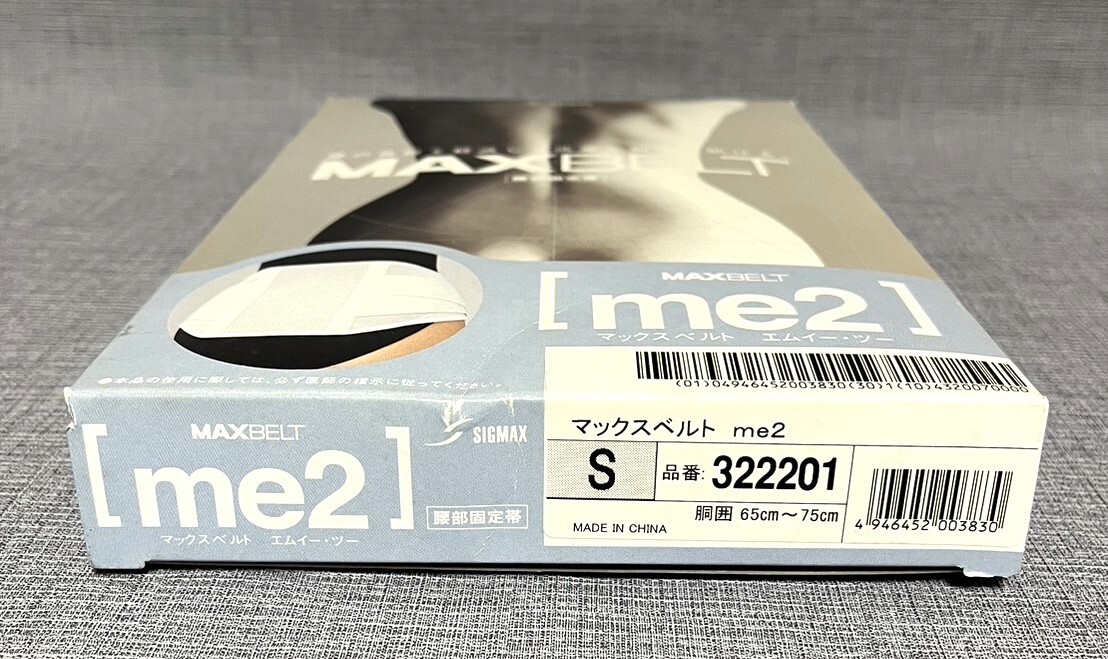 MAXBELT
MAXBELT
[me2]
マックスベルト エムイー・ツー
(01)04946452003830(30)1(10)432007000
●本品の使用に際しては、必ず医師の指示に従ってください。
MAXBELT
[me2]
マックスベルト エムイー・ツー
SIGMAX
腰部固定帯
マックスベルト me2
S
品番: 322201
胴囲 65cm～75cm
MADE IN CHINA
4 946452 003830